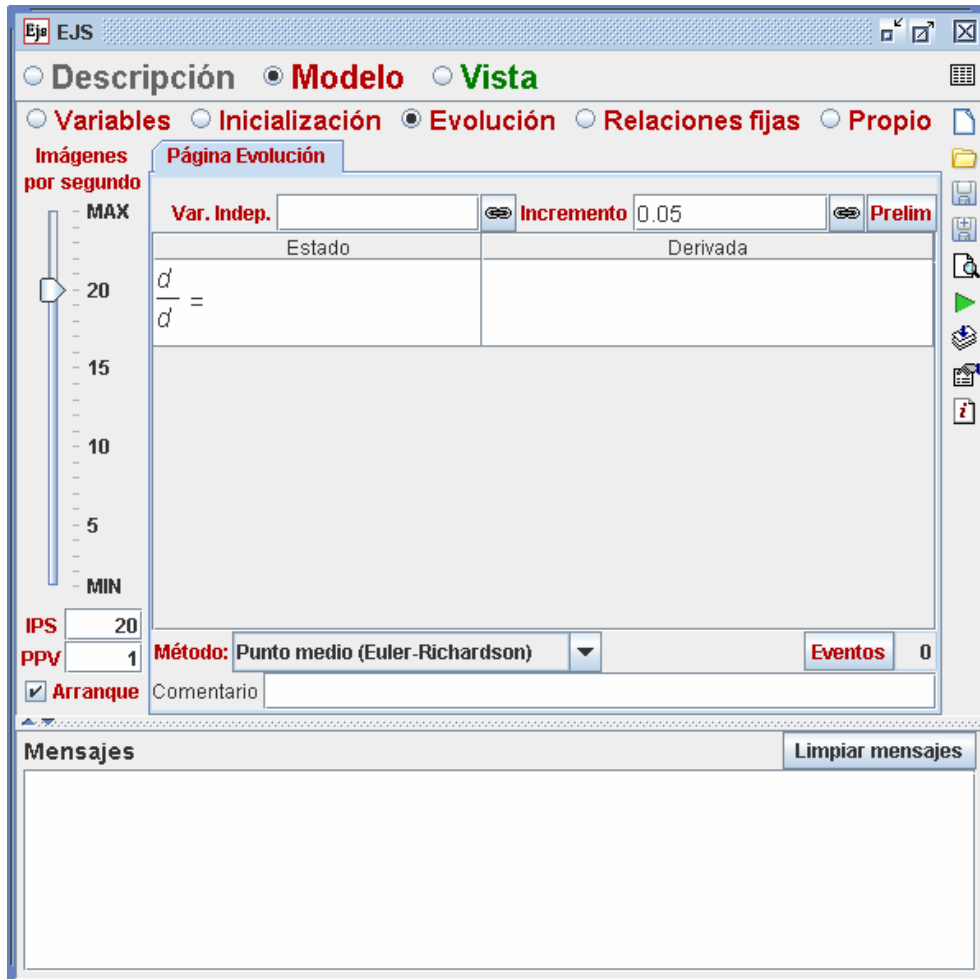 Ejs EJS
Descripción Modelo Vista
Variables Inicialización Evolución Relaciones fijas Propio
Imágenes
por segundo
Página Evolución
MAX
20
15
10
5
MIN
Var. Indep. Incremento 0.05 Prelim
Estado Derivada
d
=
d
IPS 20
PPV 1
Arranque
Método: Punto medio (Euler-Richardson) Eventos 0
Comentario
Mensajes Limpiar mensajes